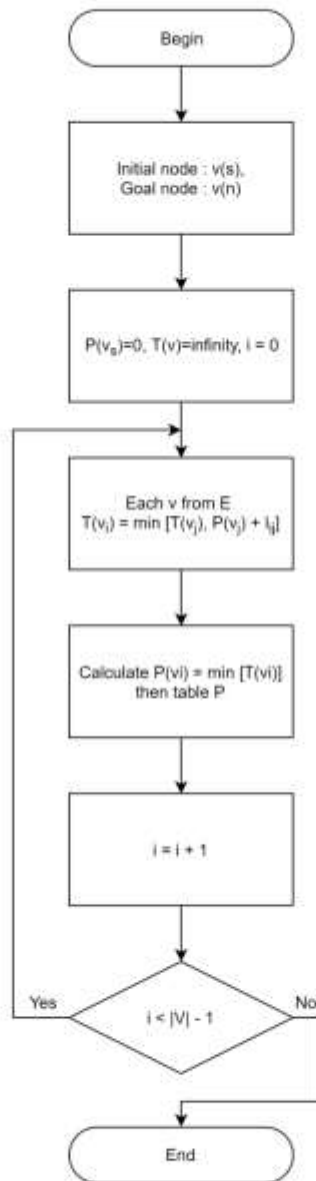 Begin
Initial node : v(s),
Goal node : v(n)
P(vₛ)=0, T(v)=infinity, i = 0
Each v from E
T(vᵢ) = min [T(vⱼ), P(vⱼ) + lᵢⱼ]
Calculate P(vi) = min [T(vi)]
then table P
i = i + 1
Yes
i < |V| - 1
No
End